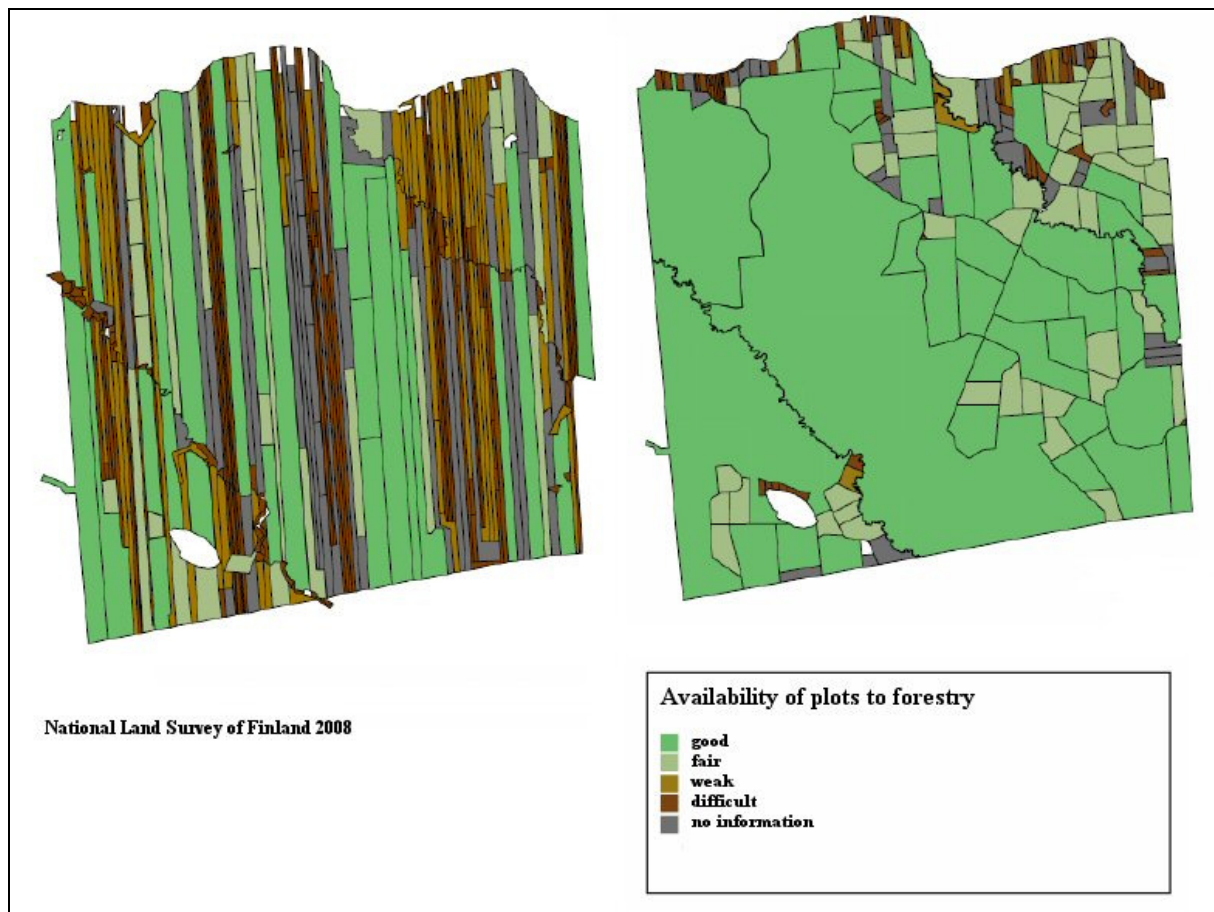 National Land Survey of Finland 2008
Availability of plots to forestry
good
fair
weak
difficult
no information